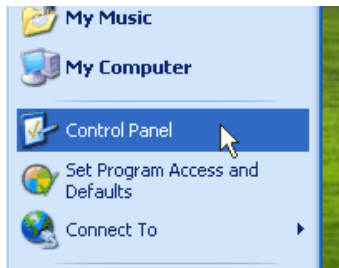 My Music
My Computer
Control Panel
Set Program Access and
Defaults
Connect To